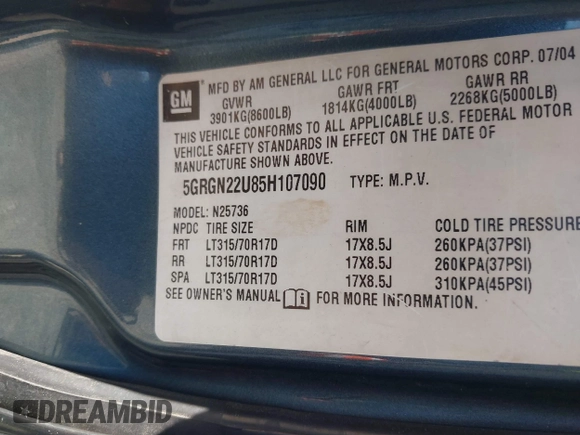 GM
MFD BY AM GENERAL LLC FOR GENERAL MOTORS CORP. 07/04
GVWR GAWR FRT GAWR RR
3901KG(8600LB) 1814KG(4000LB) 2268KG(5000LB)
THIS VEHICLE CONFORMS TO ALL APPLICABLE U.S. FEDERAL MOTOR
VEHICLE SAFETY STANDARDS IN EFFECT ON THE DATE OF
MANUFACTURE SHOWN ABOVE.
5GRGN22U85H107090 TYPE: M.P.V.
MODEL: N25736
NPDC TIRE SIZE RIM COLD TIRE PRESSURE
FRT LT315/70R17D 17X8.5J 260KPA(37PSI)
RR LT315/70R17D 17X8.5J 260KPA(37PSI)
SPA LT315/70R17D 17X8.5J 310KPA(45PSI)
SEE OWNER'S MANUAL i FOR MORE INFORMATION.
DREAMBID